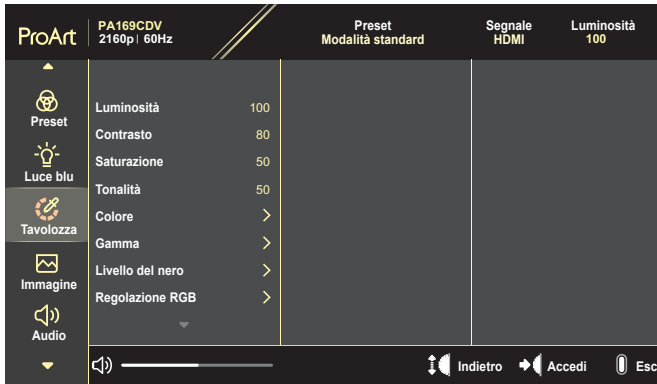 ProArt
PA169CDV
2160p | 60Hz
Preset
Modalità standard
Segnale
HDMI
Luminosità
100
Preset
Luce blu
Tavolozza
Immagine
Audio
Luminosità 100
Contrasto 80
Saturazione 50
Tonalità 50
Colore
Gamma
Livello del nero
Regolazione RGB
Indietro Accedi Esc